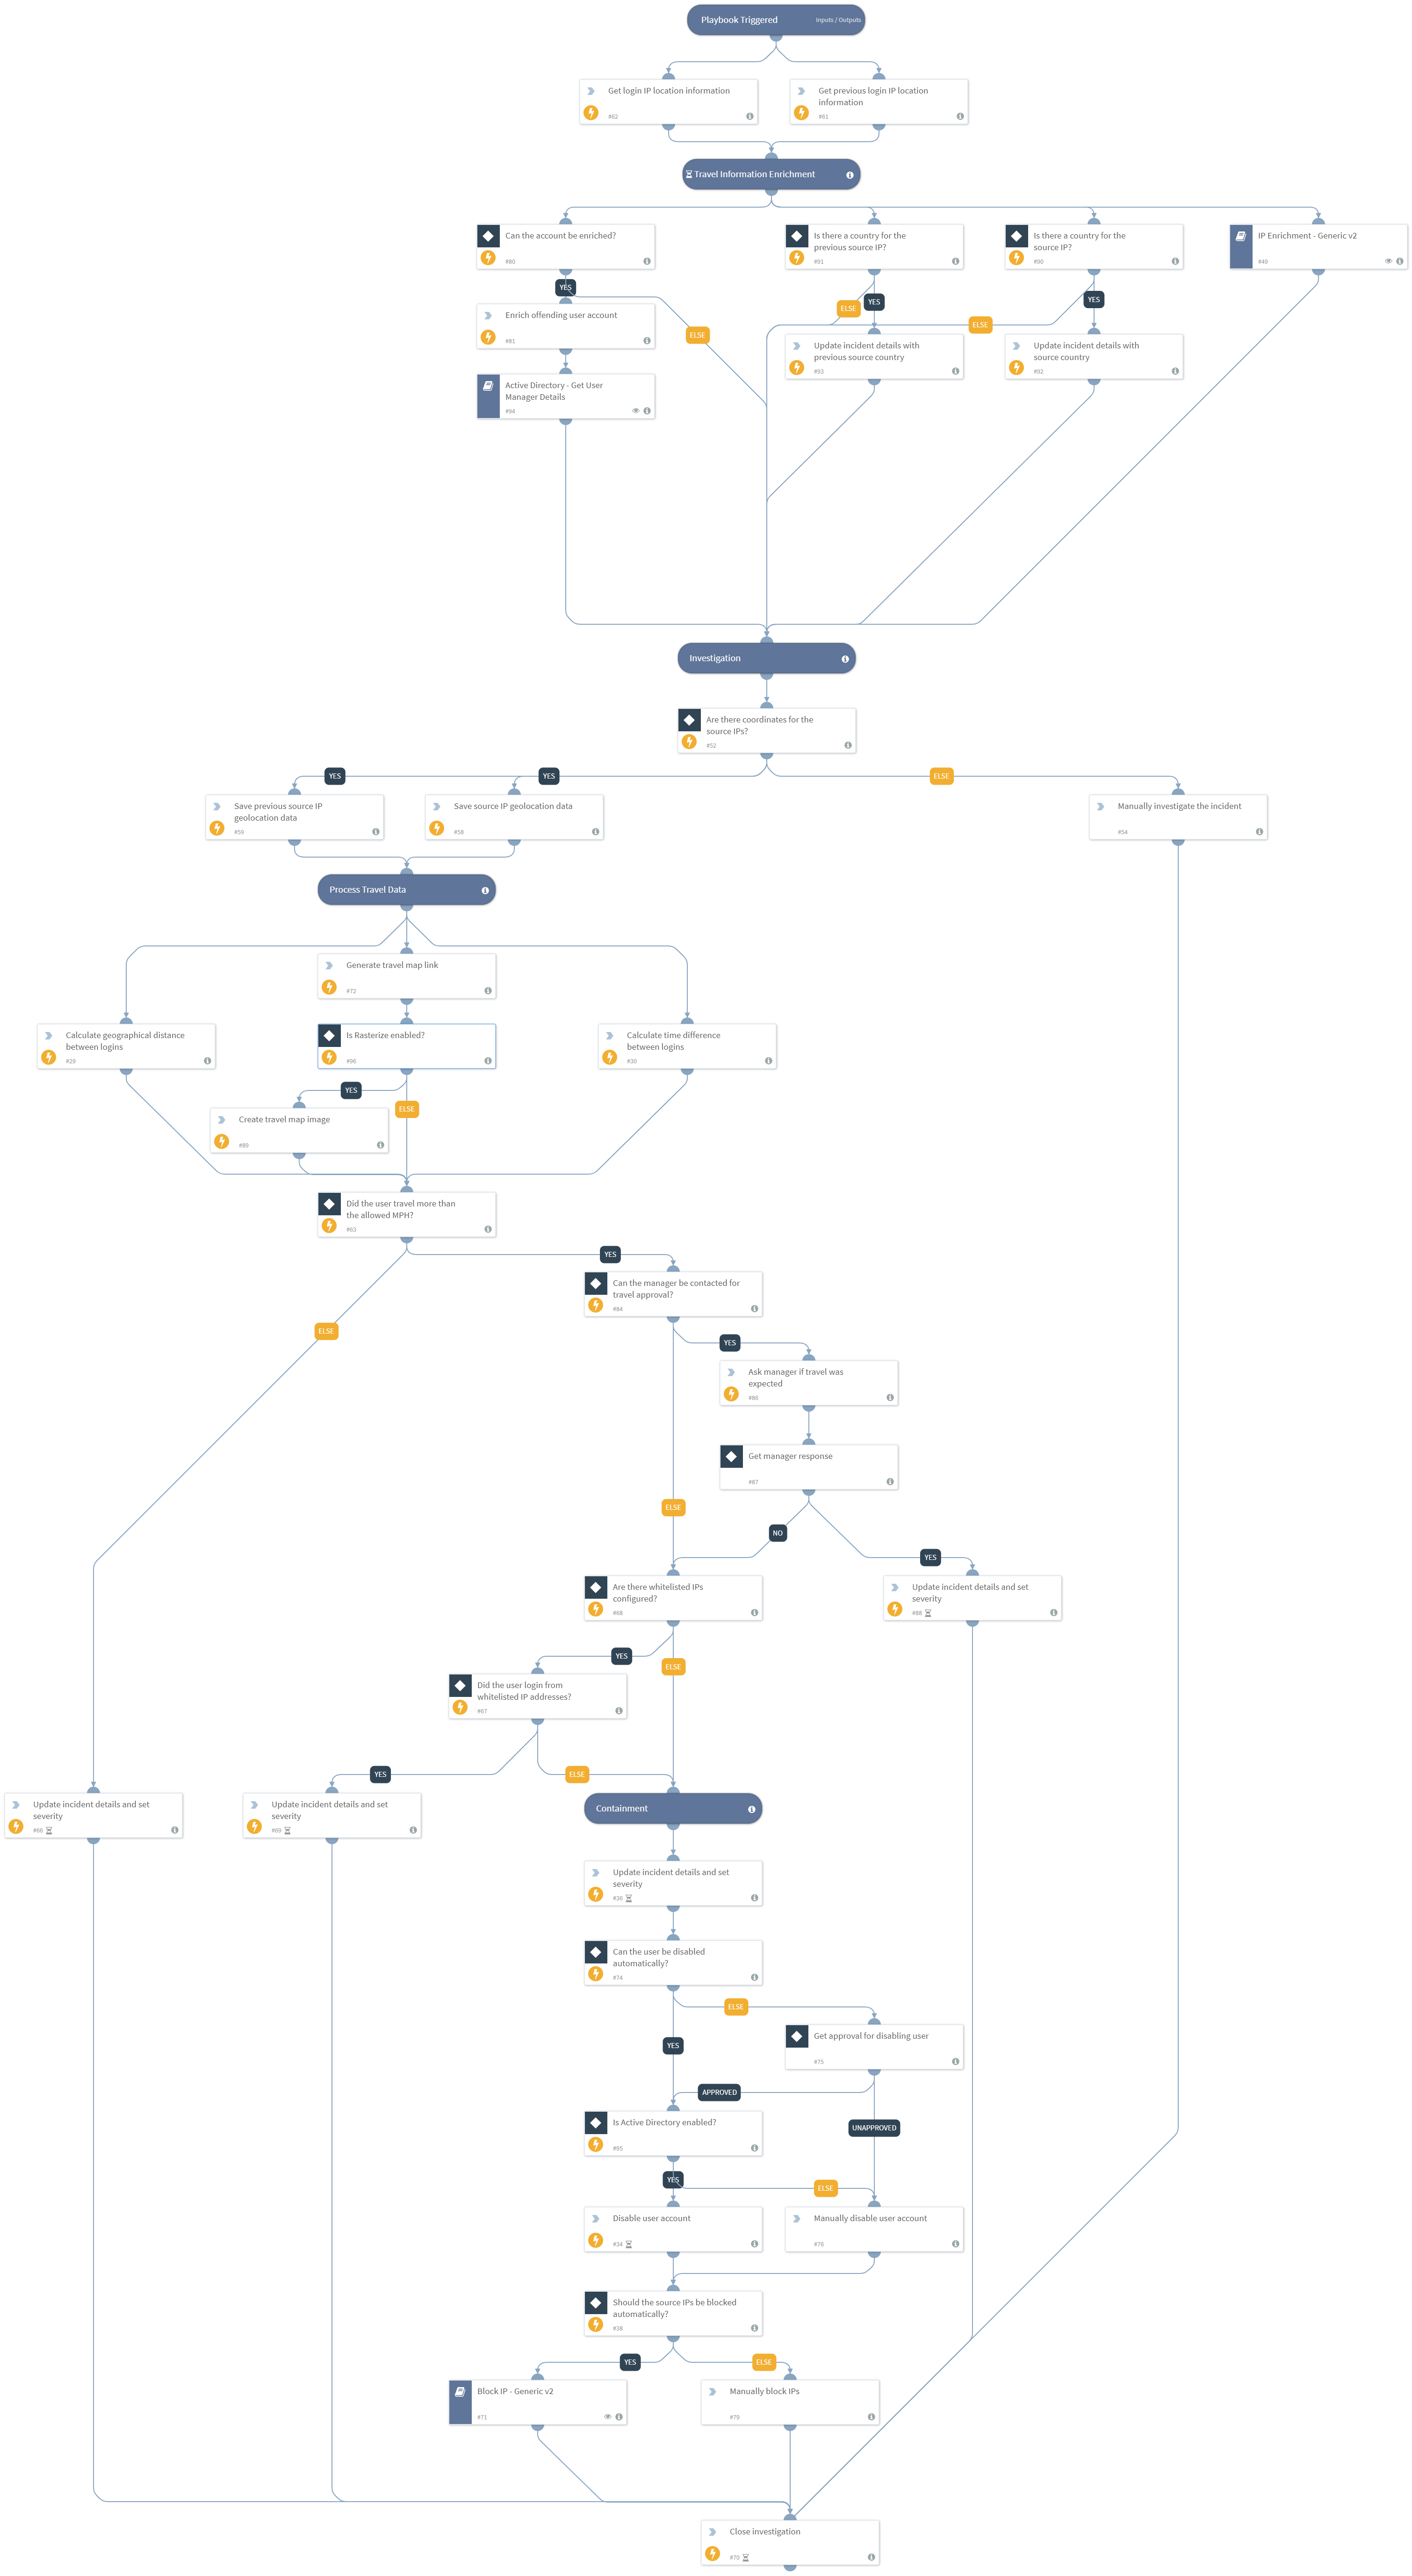 Playbook Triggered
Inputs / Outputs
Get login IP location information
#62
Get previous login IP location
information
#61
Travel Information Enrichment
Can the account be enriched?
#80
Is there a country for the
previous source IP?
#91
Is there a country for the
source IP?
#90
IP Enrichment - Generic v2
#49
YES
ELSE
YES
YES
Enrich offending user account
#81
ELSE
ELSE
Update incident details with
previous source country
#93
Update incident details with
source country
#92
Active Directory - Get User
Manager Details
#94
Investigation
Are there coordinates for the
source IPs?
#52
YES
YES
ELSE
Save previous source IP
geolocation data
#59
Save source IP geolocation data
#58
Manually investigate the incident
#54
Process Travel Data
Generate travel map link
#72
Calculate geographical distance
between logins
#29
Is Rasterize enabled?
#96
Calculate time difference
between logins
#30
YES
ELSE
Create travel map image
#89
Did the user travel more than
the allowed MPH?
#63
YES
Can the manager be contacted for
travel approval?
#84
ELSE
YES
Ask manager if travel was
expected
#86
Get manager response
#87
ELSE
NO
YES
Are there whitelisted IPs
configured?
#68
Update incident details and set
severity
#88
YES
ELSE
Did the user login from
whitelisted IP addresses?
#67
YES
ELSE
Update incident details and set
severity
#66
Update incident details and set
severity
#69
Containment
Update incident details and set
severity
#36
Can the user be disabled
automatically?
#74
ELSE
Get approval for disabling user
#75
YES
APPROVED
Is Active Directory enabled?
#95
UNAPPROVED
YES
ELSE
Disable user account
#34
Manually disable user account
#76
Should the source IPs be blocked
automatically?
#38
YES
ELSE
Block IP - Generic v2
#71
Manually block IPs
#79
Close investigation
#70